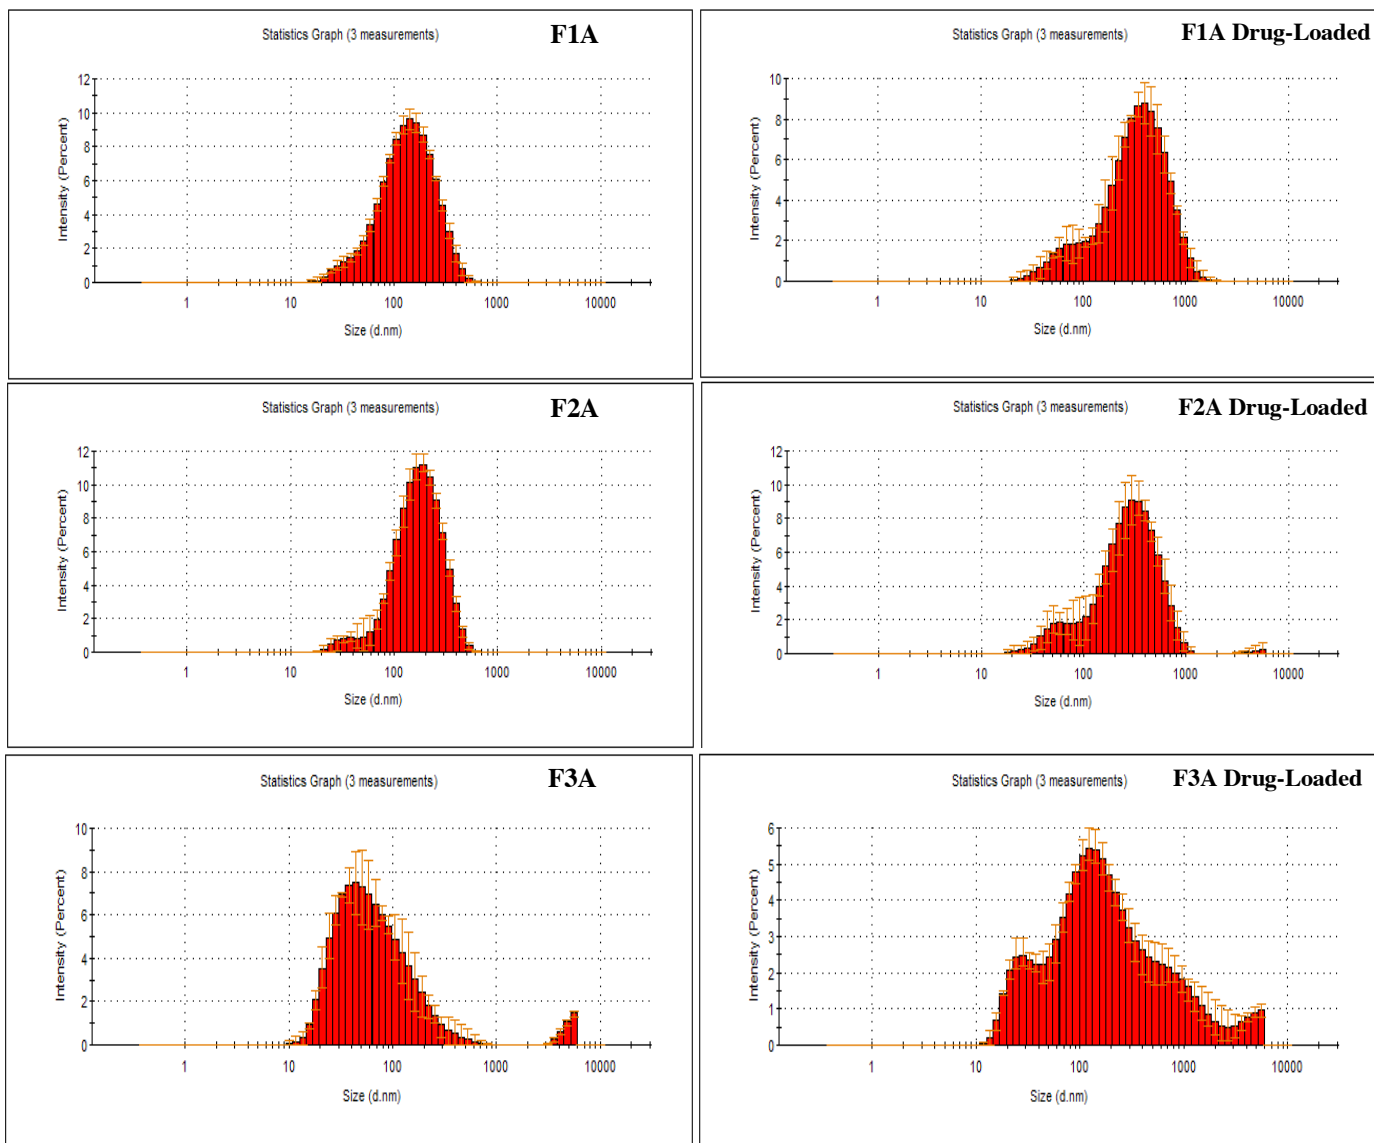 Statistics Graph (3 measurements) F1A
12
10
8
6
4
2
0
Intensity (Percent)
1 10 100 1000 10000
Size (d.nm)
Statistics Graph (3 measurements) F1A Drug-Loaded
10
8
6
4
2
0
Intensity (Percent)
1 10 100 1000 10000
Size (d.nm)
Statistics Graph (3 measurements) F2A
12
10
8
6
4
2
0
Intensity (Percent)
1 10 100 1000 10000
Size (d.nm)
Statistics Graph (3 measurements) F2A Drug-Loaded
12
10
8
6
4
2
0
Intensity (Percent)
1 10 100 1000 10000
Size (d.nm)
Statistics Graph (3 measurements) F3A
10
8
6
4
2
0
Intensity (Percent)
1 10 100 1000 10000
Size (d.nm)
Statistics Graph (3 measurements) F3A Drug-Loaded
6
5
4
3
2
1
0
Intensity (Percent)
1 10 100 1000 10000
Size (d.nm)